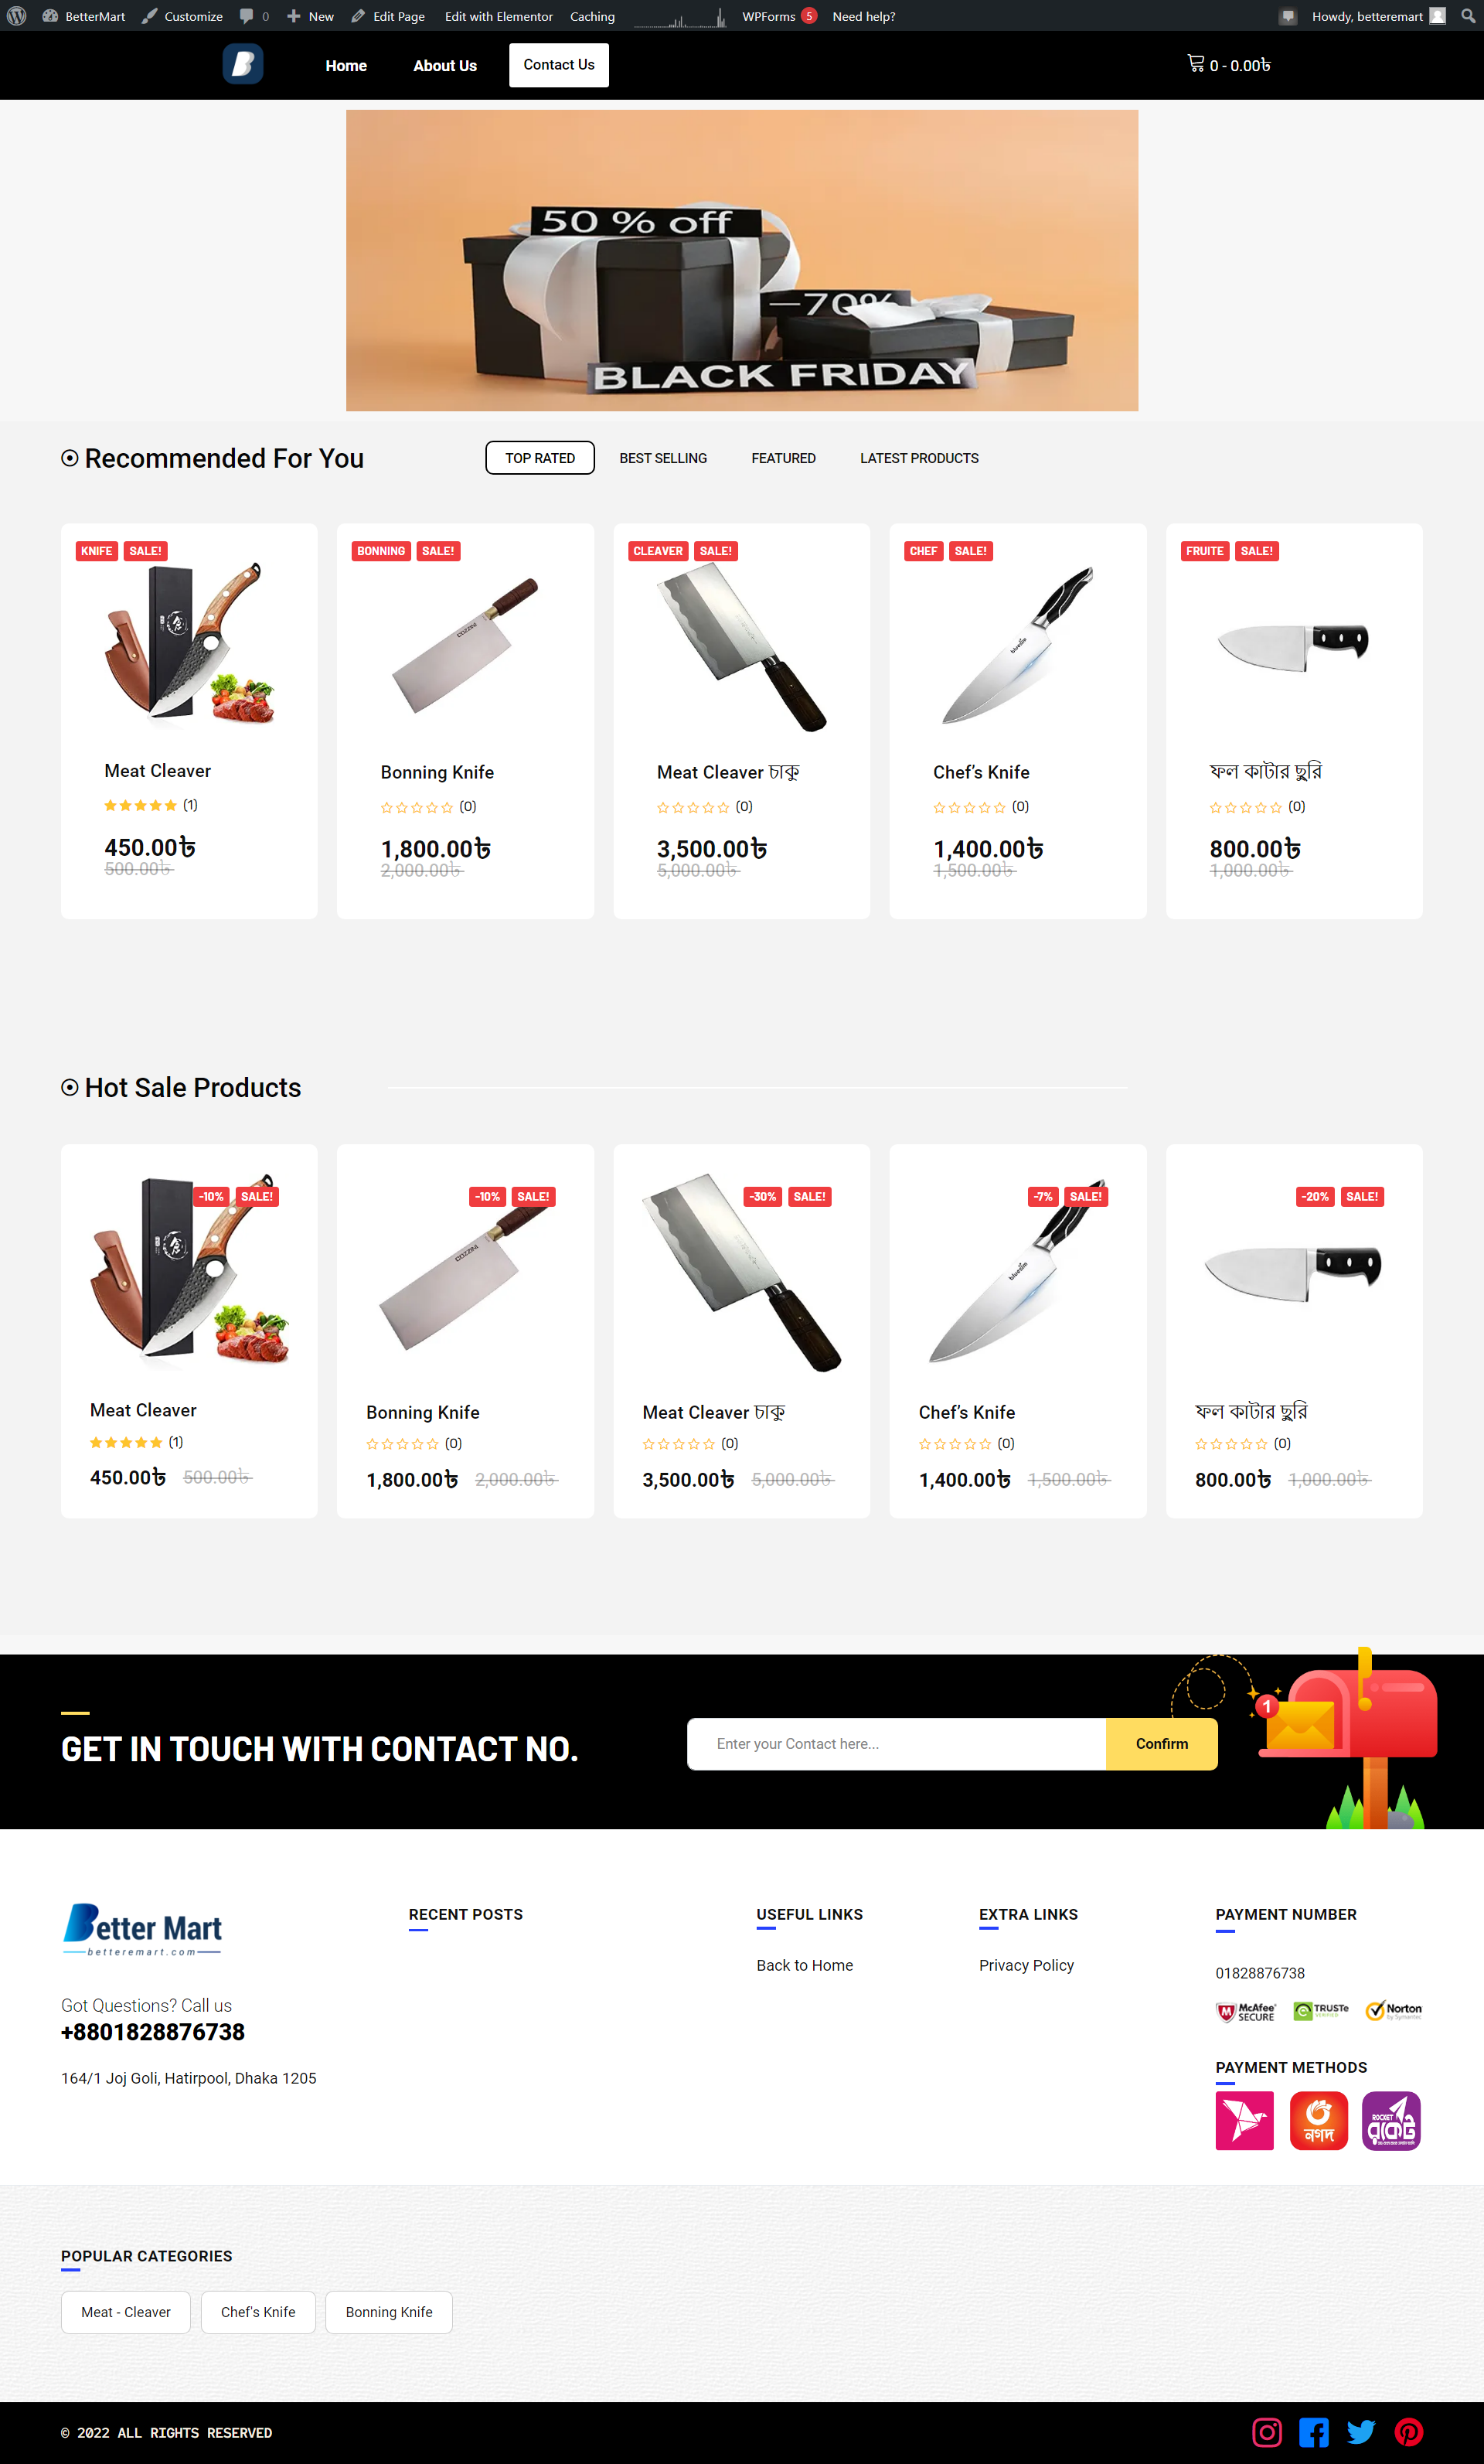 BetterMart Customize 0 New Edit Page Edit with Elementor Caching WPForms 5 Need help? Howdy, betteremart
B Home About Us Contact Us 0 - 0.00৳
50 % off
–70%
BLACK FRIDAY
Recommended For You TOP RATED BEST SELLING FEATURED LATEST PRODUCTS
KNIFE SALE! BONNING SALE! CLEAVER SALE! CHEF SALE! FRUITE SALE!
Meat Cleaver Bonning Knife Meat Cleaver চাকু Chef’s Knife ফল কাটার ছুরি
(1) (0) (0) (0) (0)
450.00৳ 1,800.00৳ 3,500.00৳ 1,400.00৳ 800.00৳
500.00৳ 2,000.00৳ 5,000.00৳ 1,500.00৳ 1,000.00৳
Hot Sale Products
-10% SALE! -10% SALE! -30% SALE! -7% SALE! -20% SALE!
Meat Cleaver Bonning Knife Meat Cleaver চাকু Chef’s Knife ফল কাটার ছুরি
(1) (0) (0) (0) (0)
450.00৳ 500.00৳ 1,800.00৳ 2,000.00৳ 3,500.00৳ 5,000.00৳ 1,400.00৳ 1,500.00৳ 800.00৳ 1,000.00৳
1
GET IN TOUCH WITH CONTACT NO. Enter your Contact here... Confirm
Better Mart
betteremart.com
Got Questions? Call us
+8801828876738
164/1 Joj Goli, Hatirpool, Dhaka 1205
RECENT POSTS
USEFUL LINKS
Back to Home
EXTRA LINKS
Privacy Policy
PAYMENT NUMBER
01828876738
McAfee SECURE TRUSTe VERIFIED Norton by Symantec
PAYMENT METHODS
নগদ ROCKET রকেট
POPULAR CATEGORIES
Meat - Cleaver Chef's Knife Bonning Knife
© 2022 ALL RIGHTS RESERVED